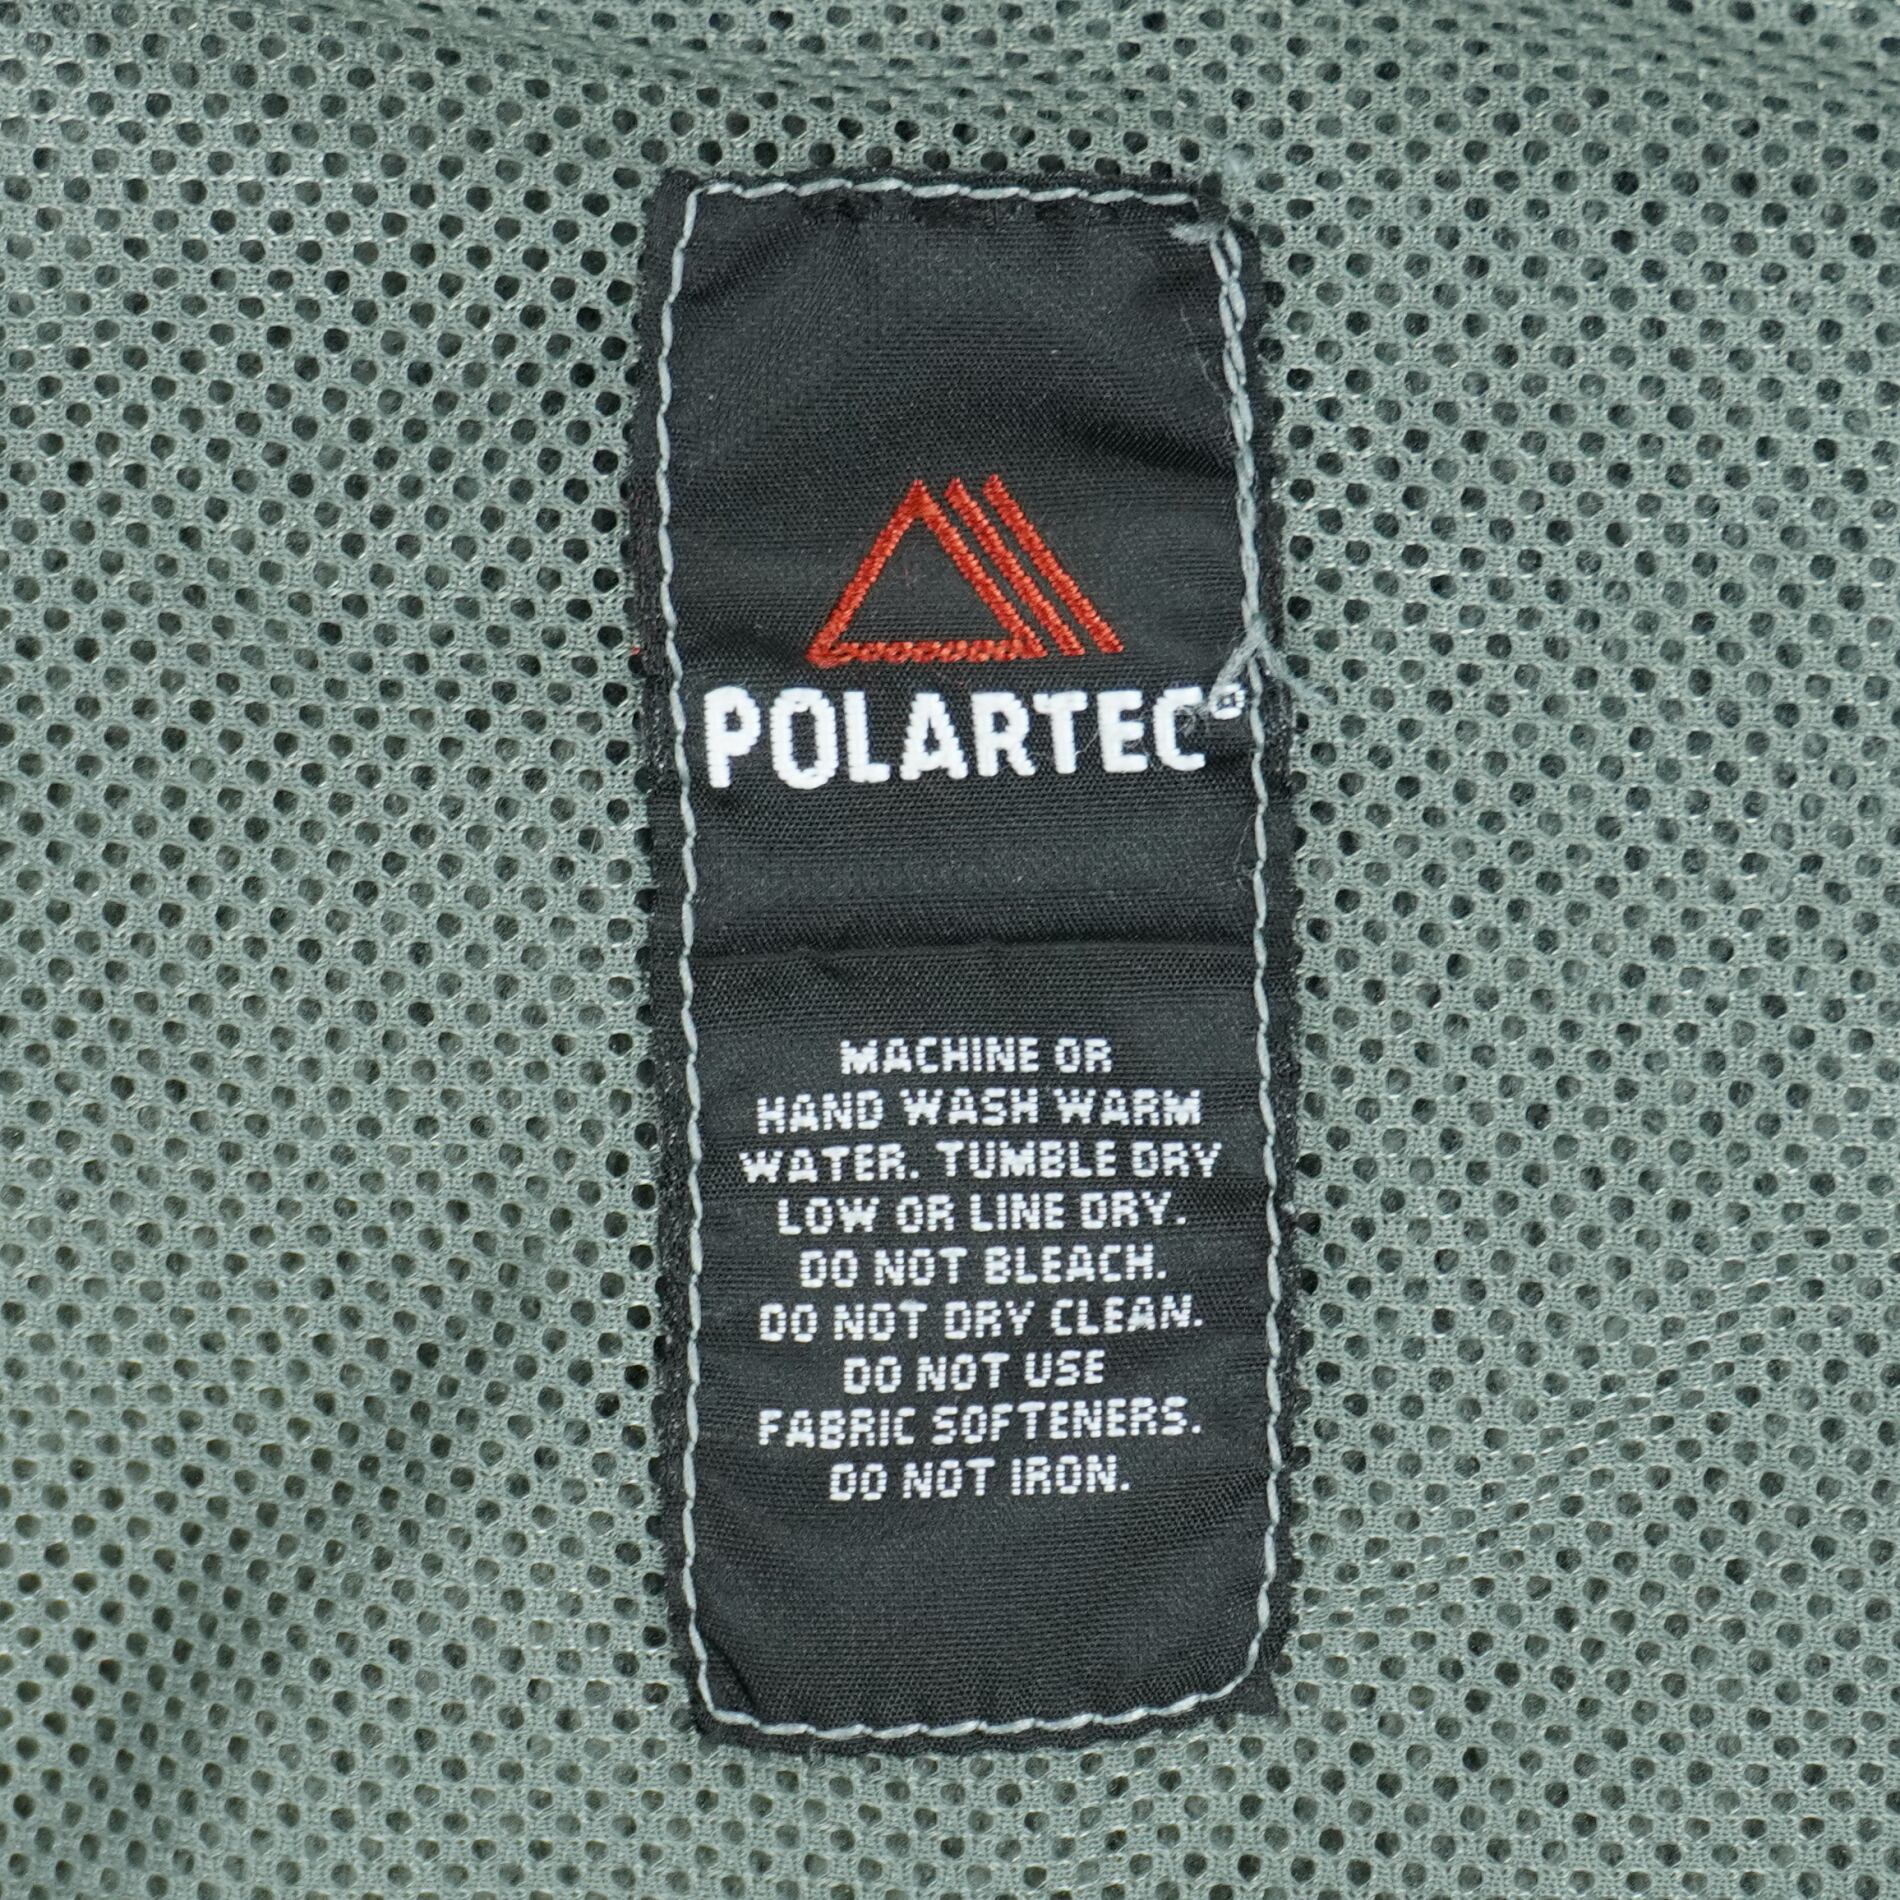 POLARTEC®
MACHINE OR
HAND WASH WARM
WATER. TUMBLE DRY
LOW OR LINE DRY.
DO NOT BLEACH.
DO NOT DRY CLEAN.
DO NOT USE
FABRIC SOFTENERS.
DO NOT IRON.